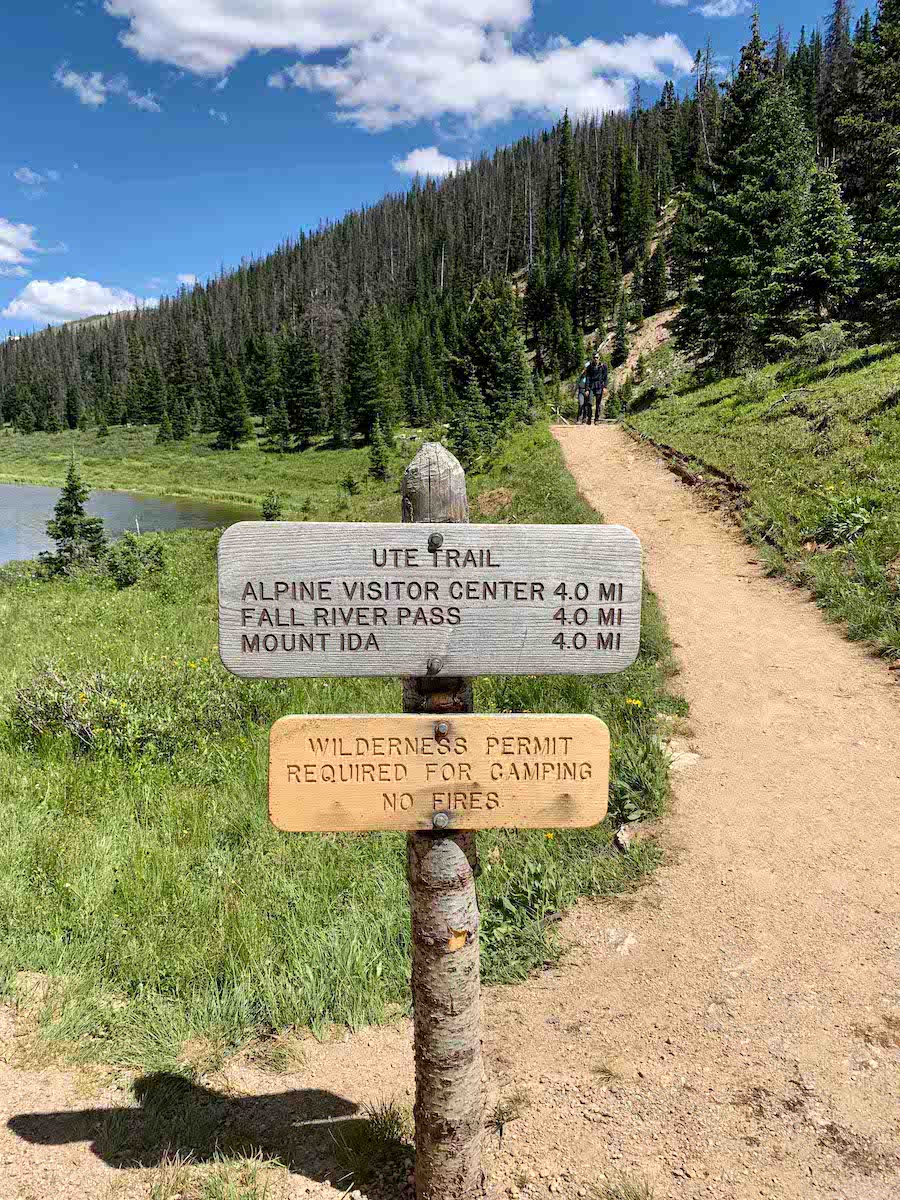 UTE TRAIL
ALPINE VISITOR CENTER 4.0 MI
FALL RIVER PASS 4.0 MI
MOUNT IDA 4.0 MI
WILDERNESS PERMIT
REQUIRED FOR CAMPING
NO FIRES